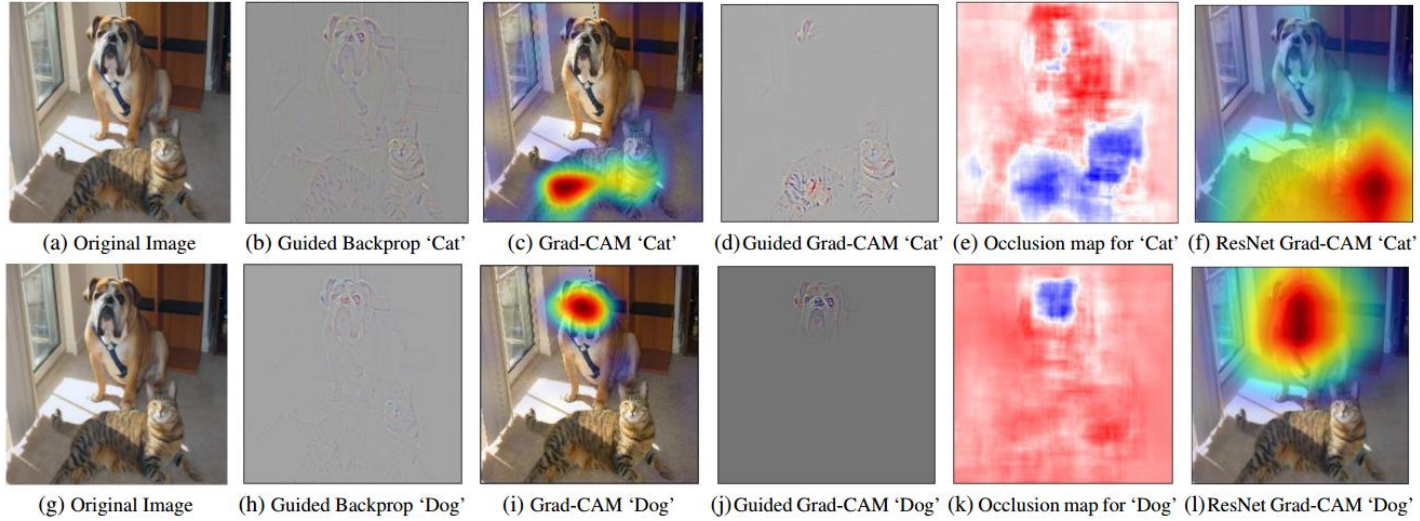 (a) Original Image
(b) Guided Backprop ‘Cat’
(c) Grad-CAM ‘Cat’
(d) Guided Grad-CAM ‘Cat’
(e) Occlusion map for ‘Cat’
(f) ResNet Grad-CAM ‘Cat’
(g) Original Image
(h) Guided Backprop ‘Dog’
(i) Grad-CAM ‘Dog’
(j) Guided Grad-CAM ‘Dog’
(k) Occlusion map for ‘Dog’
(l) ResNet Grad-CAM ‘Dog’